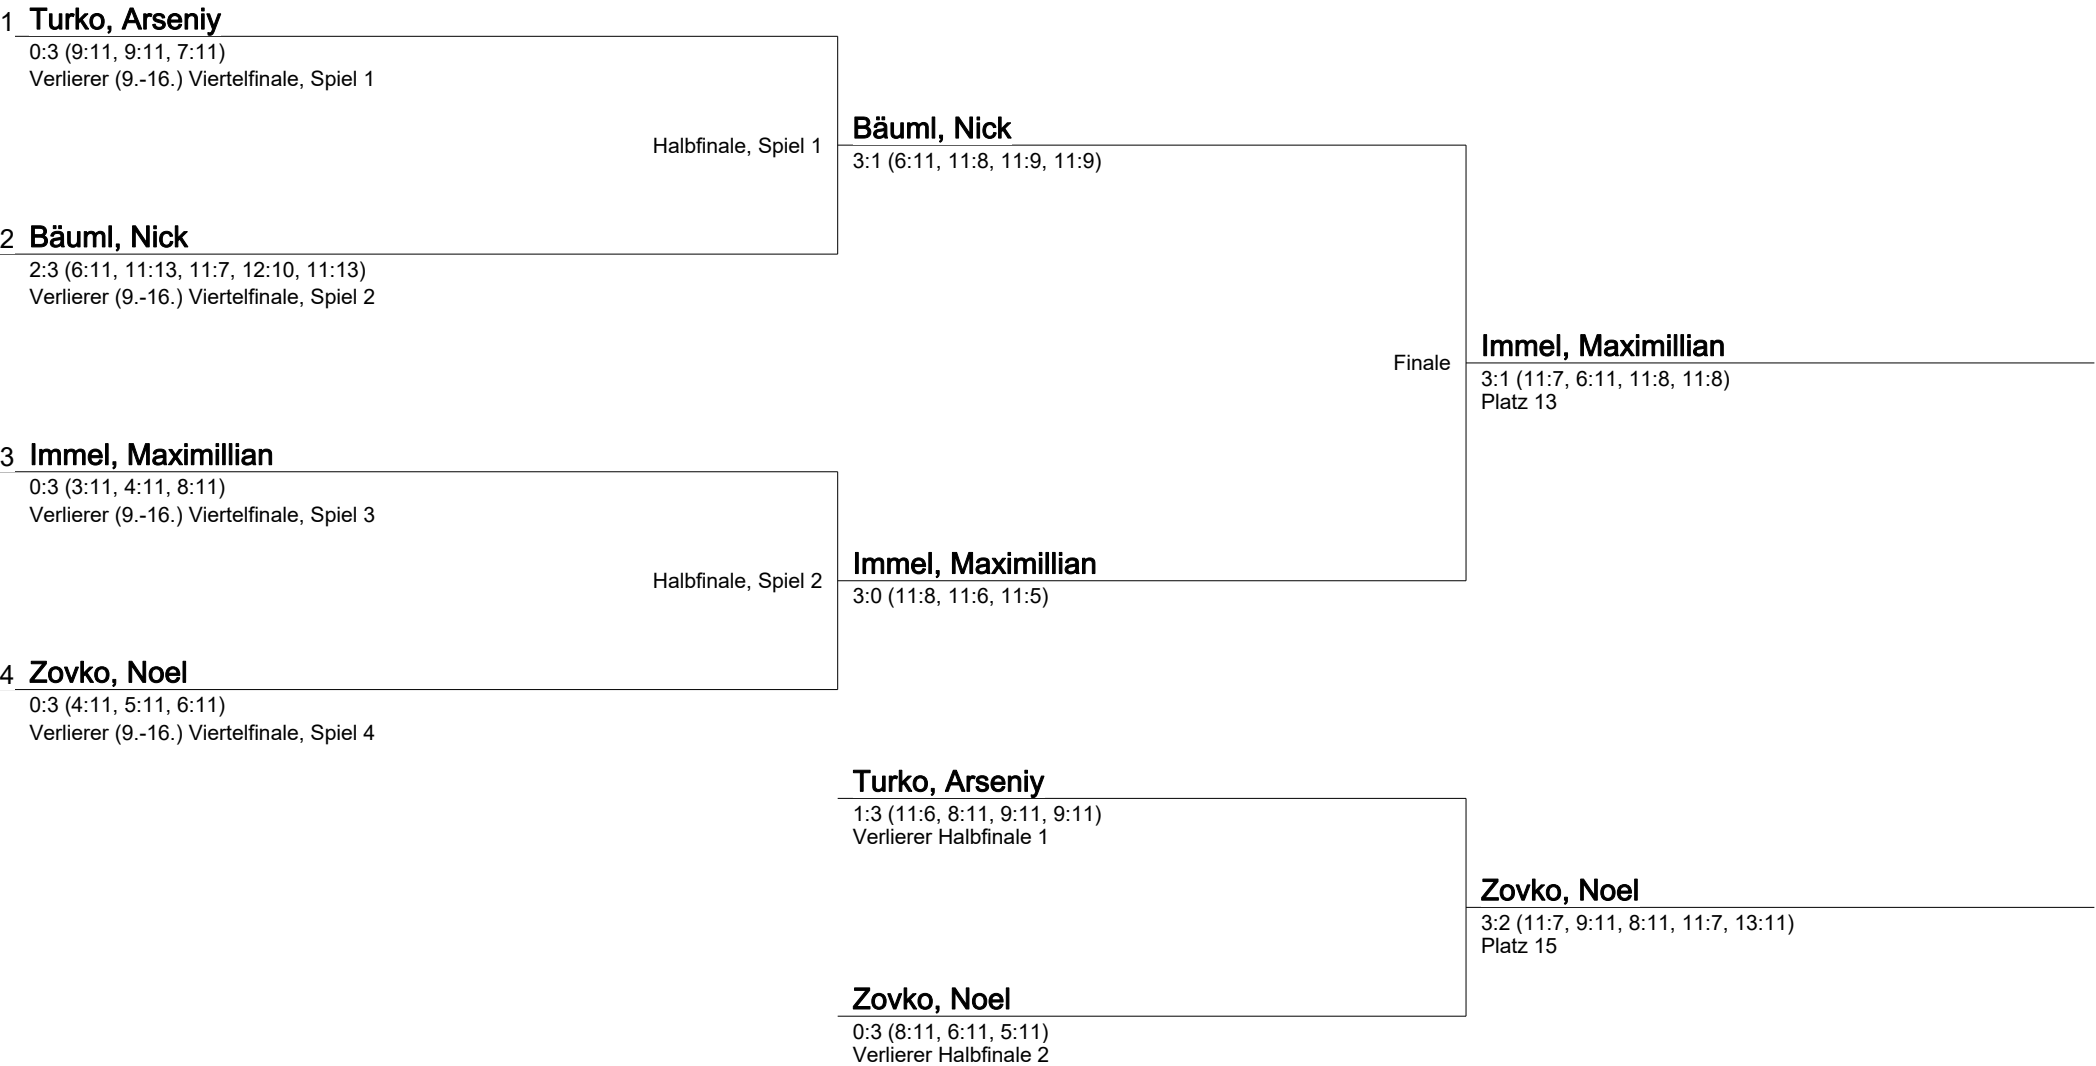 1 Turko, Arseniy
0:3 (9:11, 9:11, 7:11)
Verlierer (9.-16.) Viertelfinale, Spiel 1
Halbfinale, Spiel 1
Bäuml, Nick
3:1 (6:11, 11:8, 11:9, 11:9)
2 Bäuml, Nick
2:3 (6:11, 11:13, 11:7, 12:10, 11:13)
Verlierer (9.-16.) Viertelfinale, Spiel 2
Finale
Immel, Maximillian
3:1 (11:7, 6:11, 11:8, 11:8)
Platz 13
3 Immel, Maximillian
0:3 (3:11, 4:11, 8:11)
Verlierer (9.-16.) Viertelfinale, Spiel 3
Halbfinale, Spiel 2
Immel, Maximillian
3:0 (11:8, 11:6, 11:5)
4 Zovko, Noel
0:3 (4:11, 5:11, 6:11)
Verlierer (9.-16.) Viertelfinale, Spiel 4
Turko, Arseniy
1:3 (11:6, 8:11, 9:11, 9:11)
Verlierer Halbfinale 1
Zovko, Noel
3:2 (11:7, 9:11, 8:11, 11:7, 13:11)
Platz 15
Zovko, Noel
0:3 (8:11, 6:11, 5:11)
Verlierer Halbfinale 2